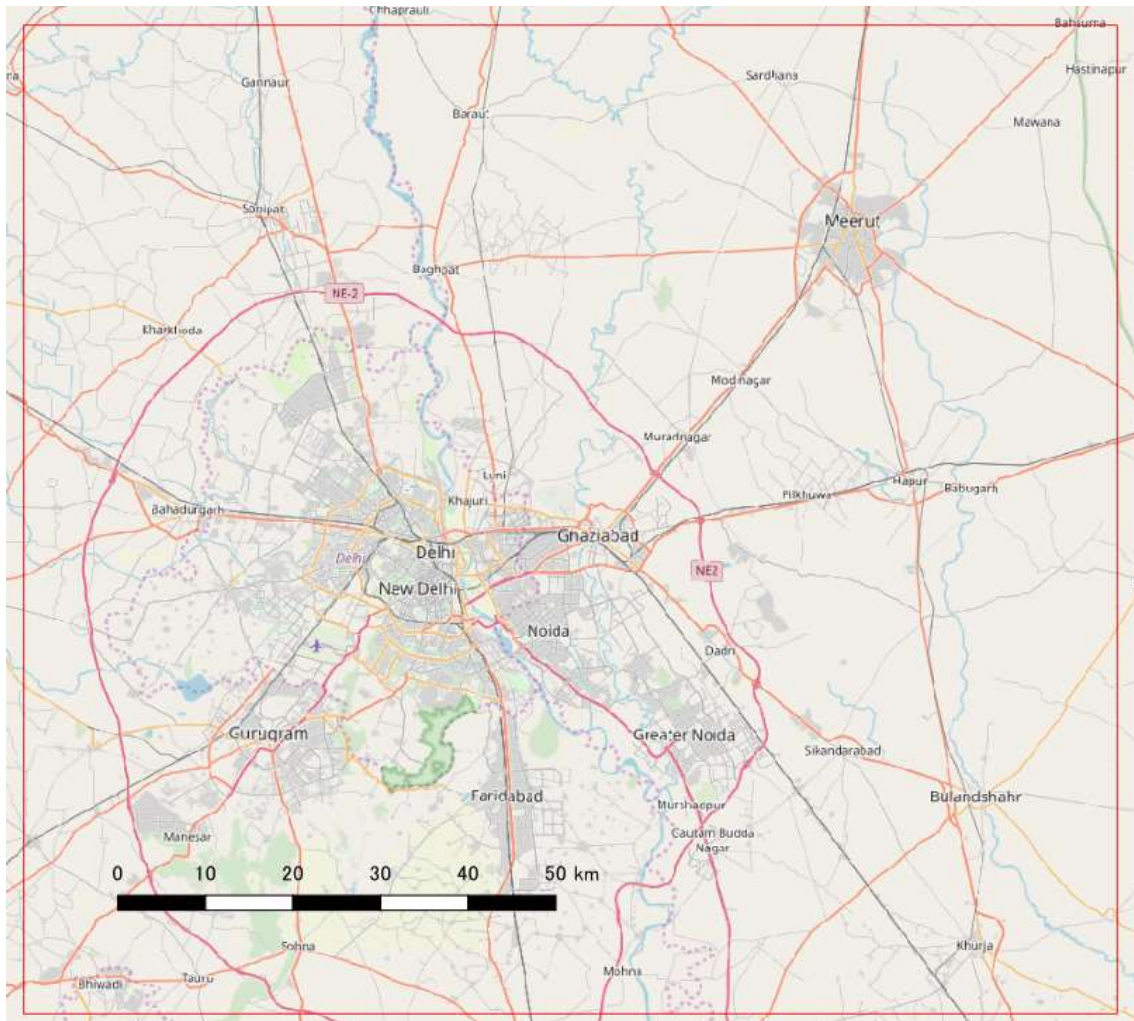 Chhaprauli
Bahsuma
Gannaur
Sardhana
Hastinapur
Baraut
Mawana
Sonipat
Meerut
Baghpat
NE-2
Kharkhoda
Modinagar
Muradnagar
Loni
Hapur
Babugarh
Pilkhuwa
Khajuri
Bahadurgarh
Ghaziabad
Delhi
Delhi
NE2
New Delhi
Noida
Dadri
Gurugram
Greater Noida
Sikandarabad
Faridabad
Bulandshahr
Murshadpur
Manesar
Gautam Budda
Nagar
0 10 20 30 40 50 km
Sohna
Khurja
Mohna
Tauru
Bhiwadi